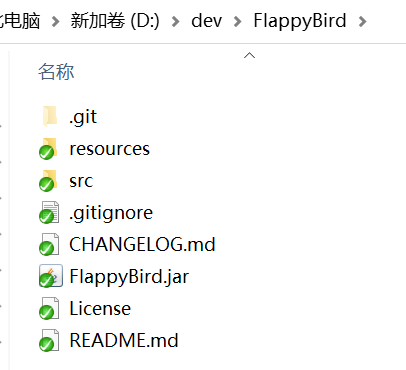 电脑 > 新加卷 (D:) > dev > FlappyBird >
名称
.git
resources
src
.gitignore
CHANGELOG.md
FlappyBird.jar
License
README.md